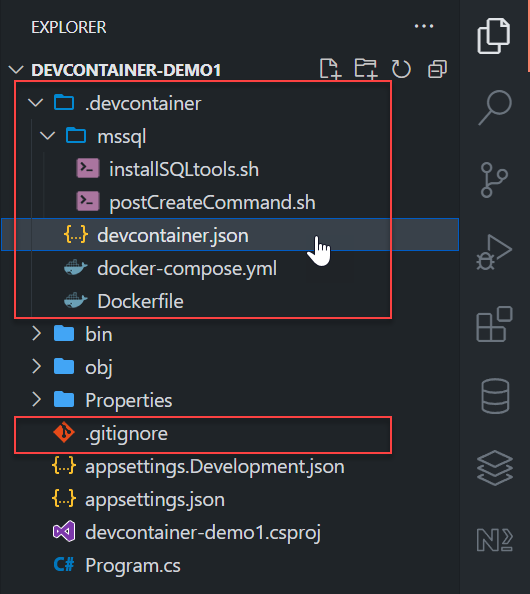 EXPLORER
DEVCONTAINER-DEMO1
.devcontainer
mssql
installSQLtools.sh
postCreateCommand.sh
{..} devcontainer.json
docker-compose.yml
Dockerfile
bin
obj
Properties
.gitignore
{..} appsettings.Development.json
{..} appsettings.json
devcontainer-demo1.csproj
C# Program.cs